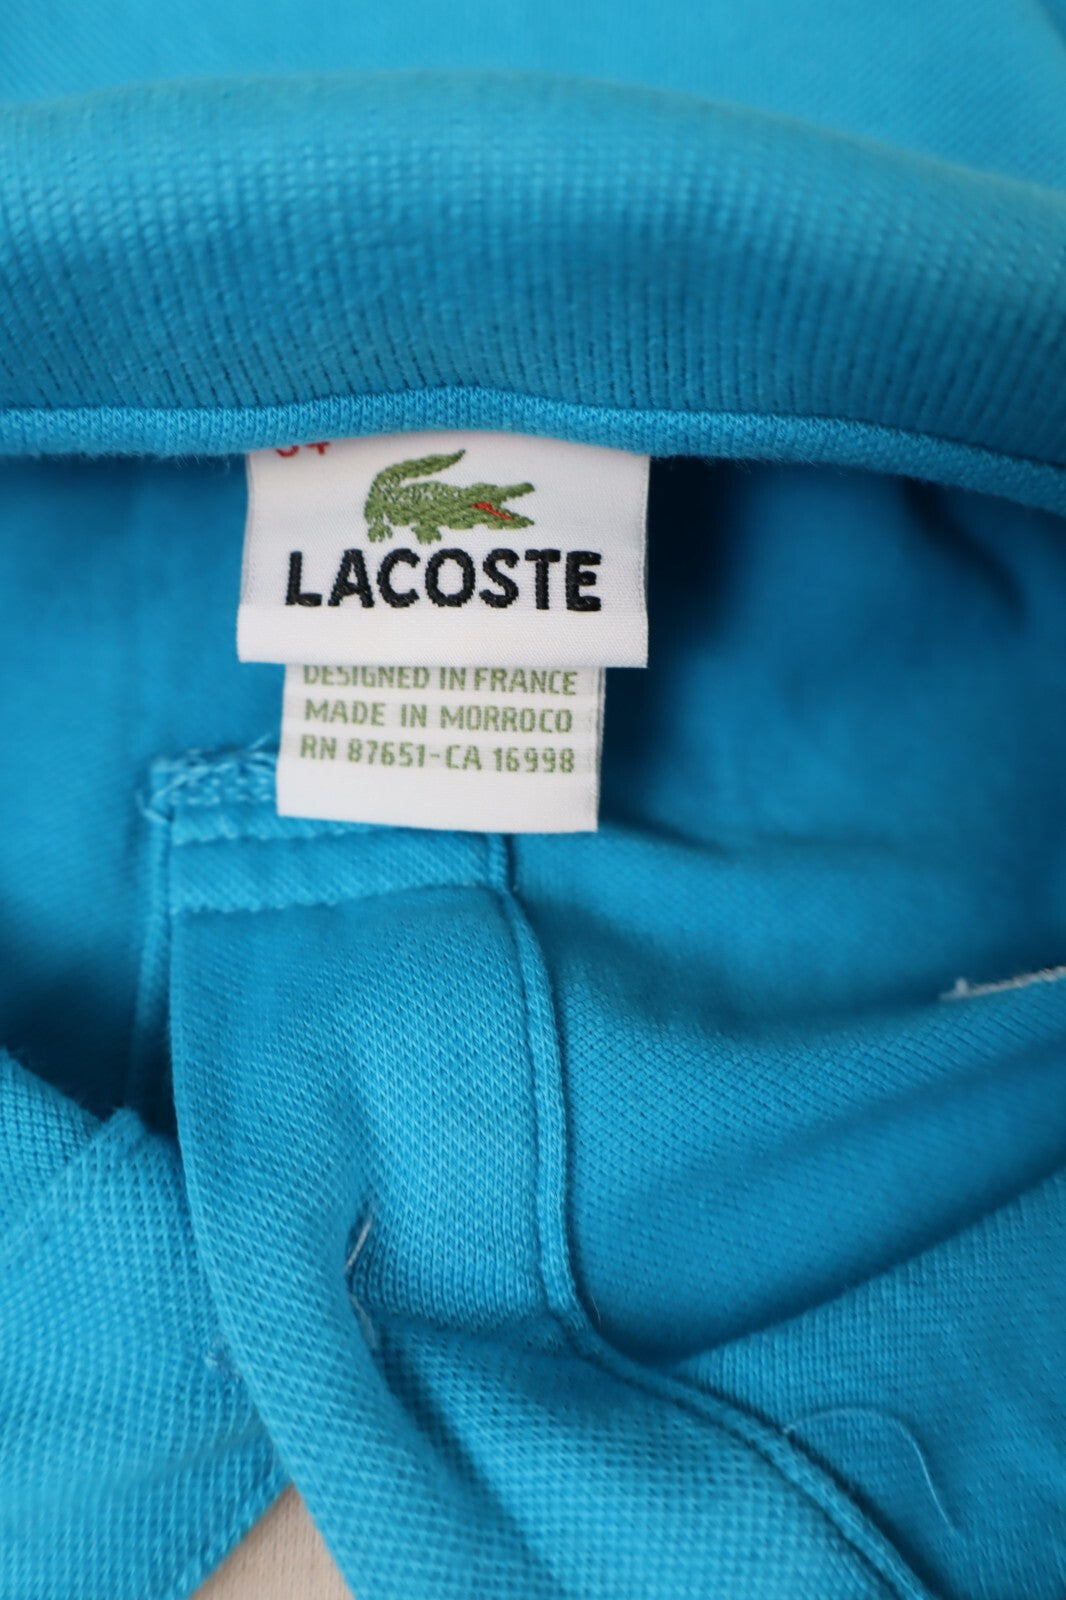 LACOSTE
DESIGNED IN FRANCE
MADE IN MORROCO
RN 87651-CA 16998